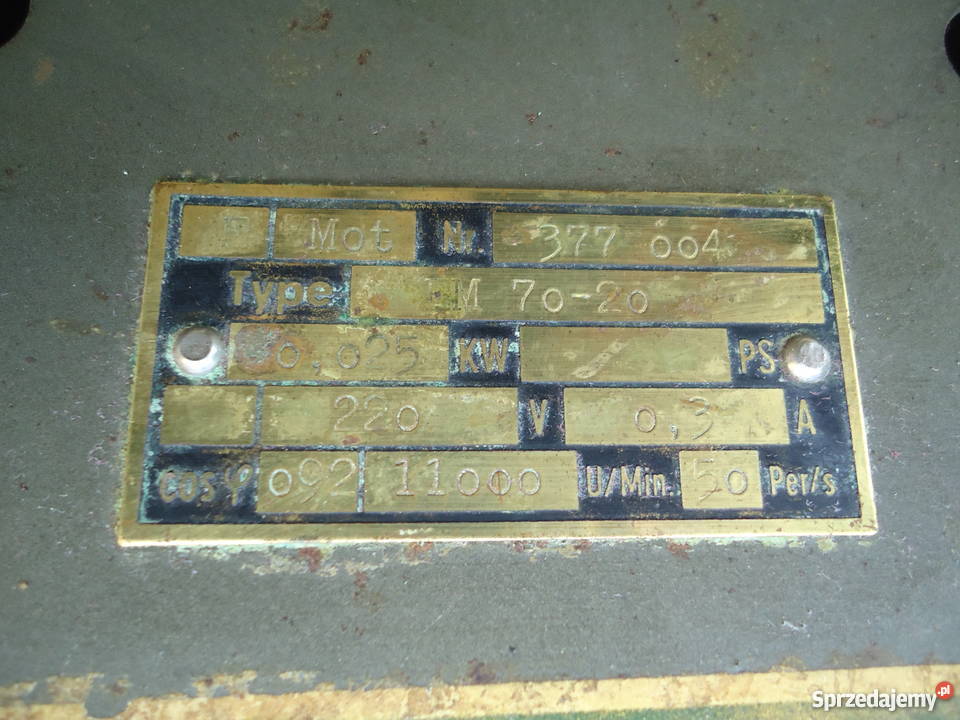 Mot Nr. 377 004
Type M 70-20
0,025 KW PS
220 V 0,3 A
cos φ 092 11000 U/Min. 50 Per/s
Sprzedajemy.pl